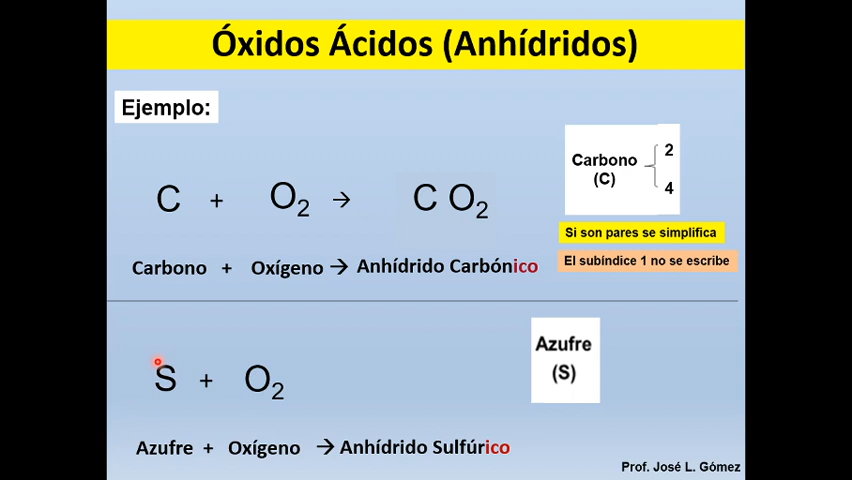 Óxidos Ácidos (Anhídridos)
Ejemplo:
C + O2 → C O2
Carbono (C) 2 4
Si son pares se simplifica
El subíndice 1 no se escribe
Carbono + Oxígeno → Anhídrido Carbónico
S + O2
Azufre
(S)
Azufre + Oxígeno → Anhídrido Sulfúrico
Prof. José L. Gómez